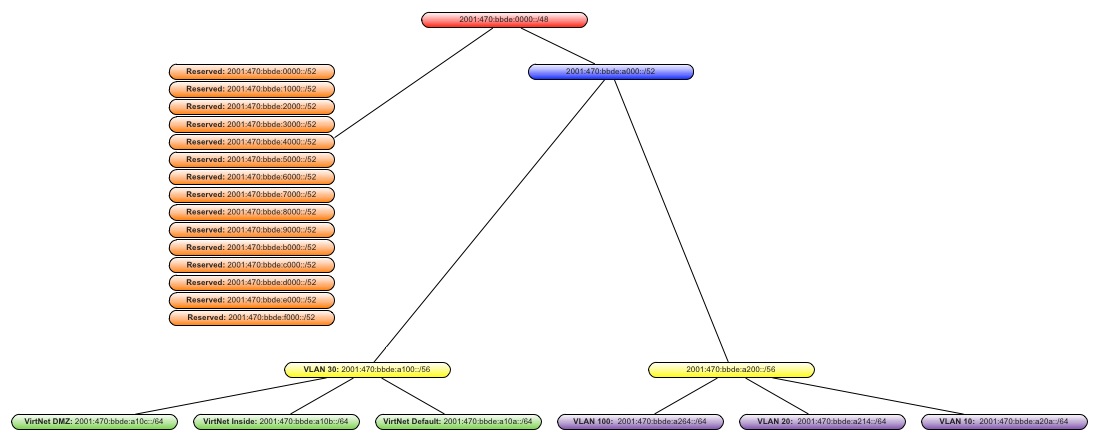 2001:470:bbde:0000::/48
2001:470:bbde:a000::/52
Reserved: 2001:470:bbde:0000::/52
Reserved: 2001:470:bbde:1000::/52
Reserved: 2001:470:bbde:2000::/52
Reserved: 2001:470:bbde:3000::/52
Reserved: 2001:470:bbde:4000::/52
Reserved: 2001:470:bbde:5000::/52
Reserved: 2001:470:bbde:6000::/52
Reserved: 2001:470:bbde:7000::/52
Reserved: 2001:470:bbde:8000::/52
Reserved: 2001:470:bbde:9000::/52
Reserved: 2001:470:bbde:b000::/52
Reserved: 2001:470:bbde:c000::/52
Reserved: 2001:470:bbde:d000::/52
Reserved: 2001:470:bbde:e000::/52
Reserved: 2001:470:bbde:f000::/52
VLAN 30: 2001:470:bbde:a100::/56
2001:470:bbde:a200::/56
VirtNet DMZ: 2001:470:bbde:a10c::/64
VirtNet Inside: 2001:470:bbde:a10b::/64
VirtNet Default: 2001:470:bbde:a10a::/64
VLAN 100: 2001:470:bbde:a264::/64
VLAN 20: 2001:470:bbde:a214::/64
VLAN 10: 2001:470:bbde:a20a::/64